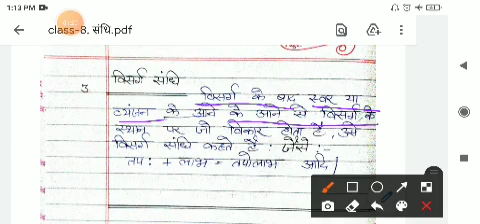 1:13 PM
class-8. संधि.pdf
3 विसर्ग संधि
विसर्ग के बाद स्वर या
व्यंजन के आने के आने से विसर्ग के
स्थान पर जो विकार होता है, उसे
विसर्ग संधि कहते है : जैसे :-
तप: + लाभ = तपोलाभ आदि |